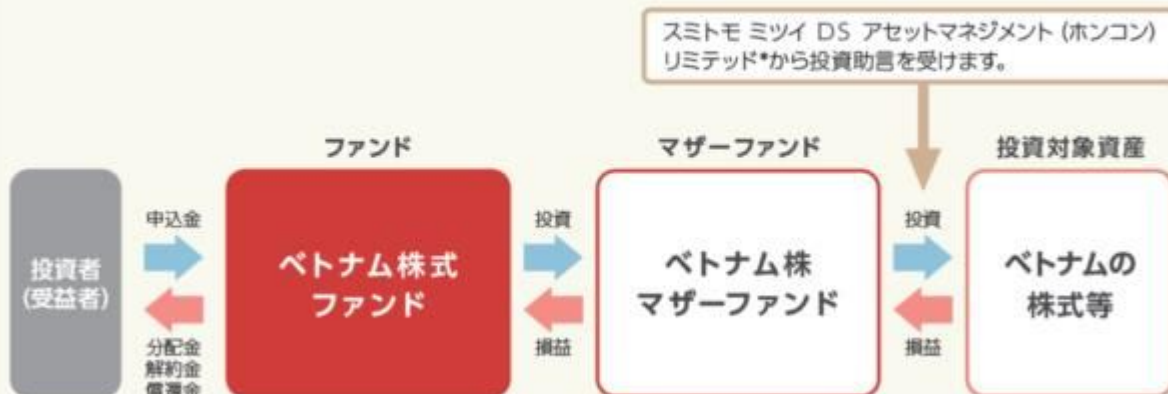 スミトモ ミツイ DS アセットマネジメント (ホンコン)
リミテッド*から投資助言を受けます。
ファンド
マザーファンド
投資対象資産
投資者
(受益者)
申込金
分配金
解約金
償還金
ベトナム株式
ファンド
投資
損益
ベトナム株
マザーファンド
投資
損益
ベトナムの
株式等